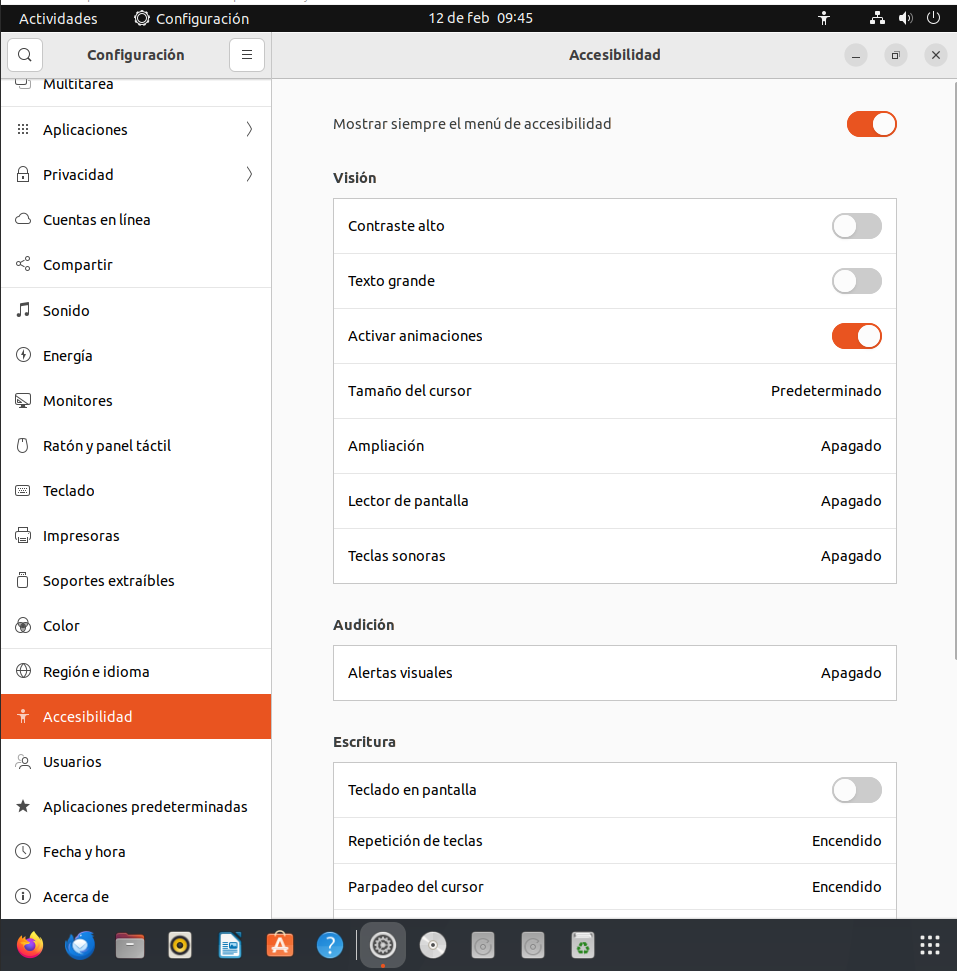 Actividades
Configuración
12 de feb 09:45
Configuración
Accesibilidad
Multitarea
Aplicaciones
Privacidad
Cuentas en línea
Compartir
Sonido
Energía
Monitores
Ratón y panel táctil
Teclado
Impresoras
Soportes extraíbles
Color
Región e idioma
Accesibilidad
Usuarios
Aplicaciones predeterminadas
Fecha y hora
Acerca de
Mostrar siempre el menú de accesibilidad
Visión
Contraste alto
Texto grande
Activar animaciones
Tamaño del cursor Predeterminado
Ampliación Apagado
Lector de pantalla Apagado
Teclas sonoras Apagado
Audición
Alertas visuales Apagado
Escritura
Teclado en pantalla
Repetición de teclas Encendido
Parpadeo del cursor Encendido